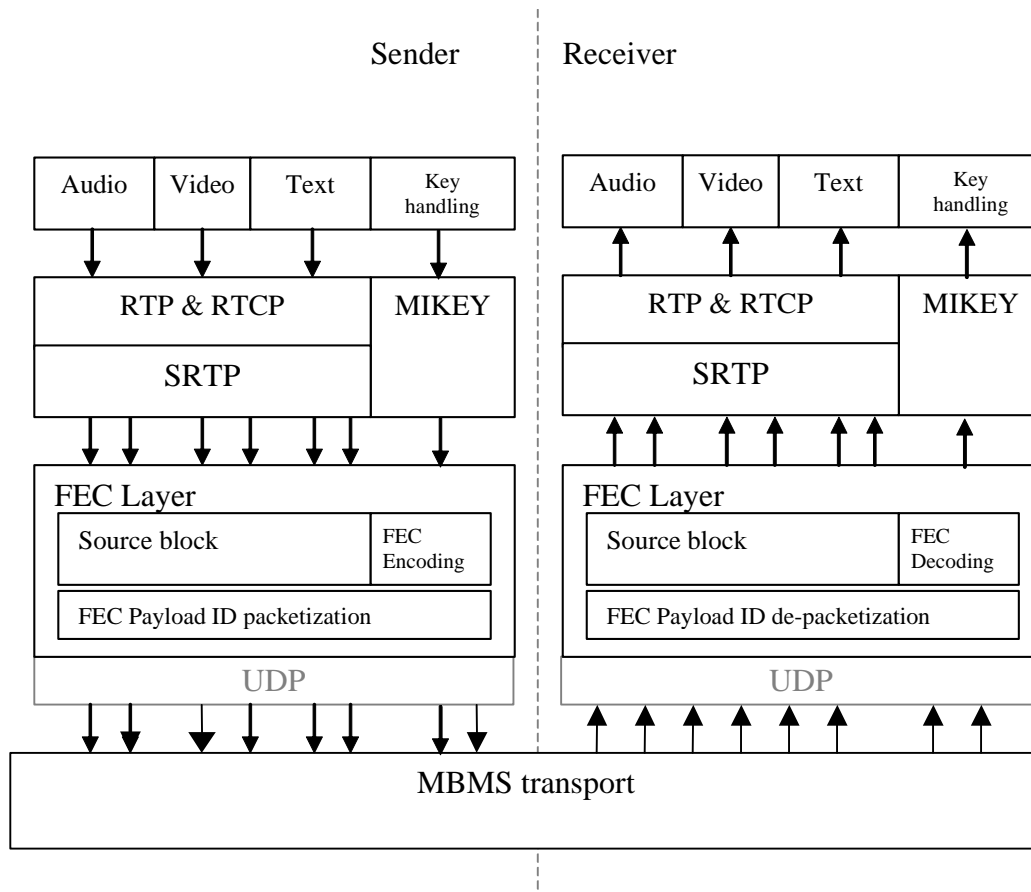 Sender
Receiver
Audio
Video
Text
Key
handling
Audio
Video
Text
Key
handling
RTP & RTCP
MIKEY
SRTP
RTP & RTCP
MIKEY
SRTP
FEC Layer
Source block
FEC
Encoding
FEC Payload ID packetization
UDP
FEC Layer
Source block
FEC
Decoding
FEC Payload ID de-packetization
UDP
MBMS transport